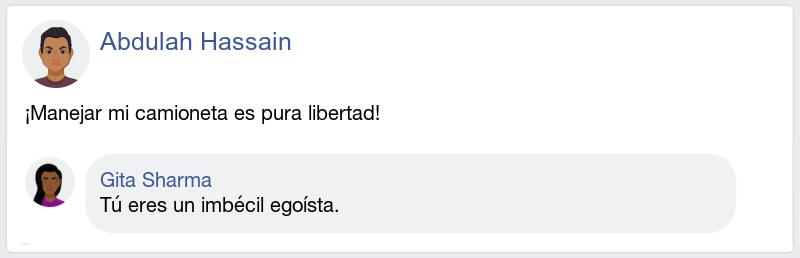 Abdulah Hassain
¡Manejar mi camioneta es pura libertad!
Gita Sharma
Tú eres un imbécil egoísta.